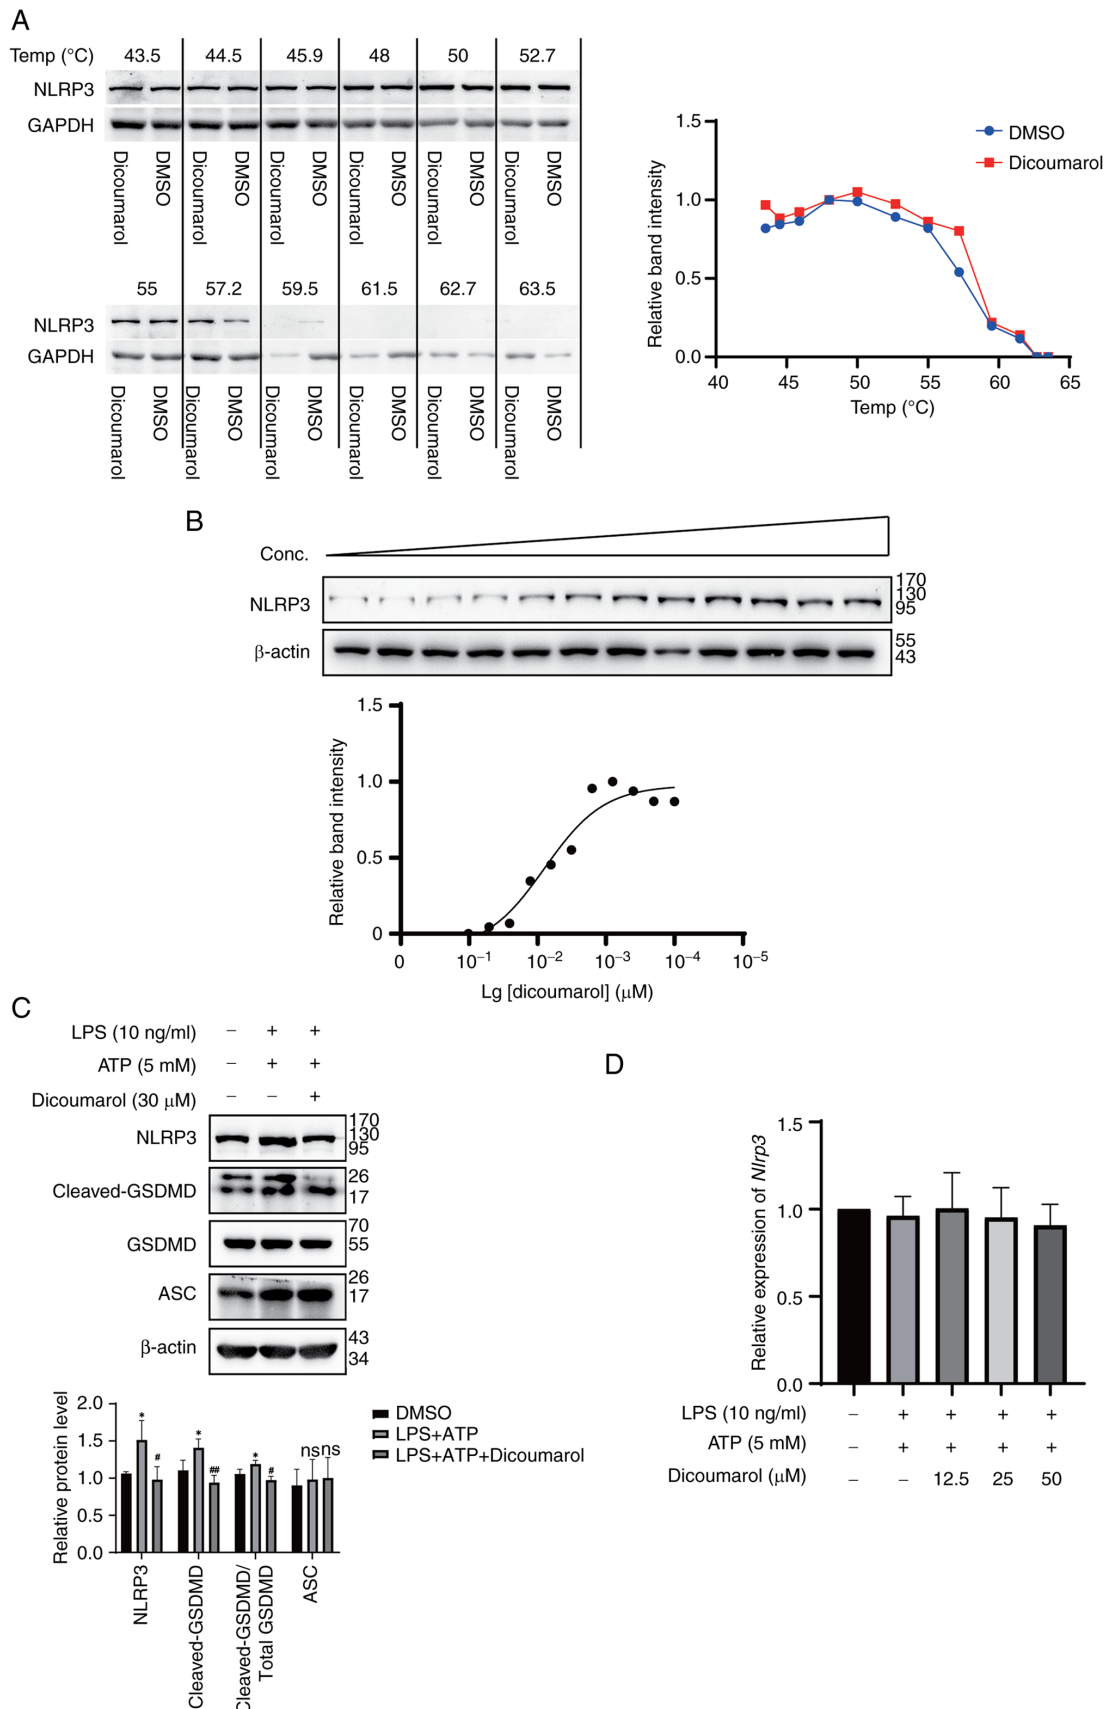 A
Temp (°C) 43.5 44.5 45.9 48 50 52.7
NLRP3
GAPDH
Dicoumarol DMSO Dicoumarol DMSO Dicoumarol DMSO Dicoumarol DMSO Dicoumarol DMSO Dicoumarol DMSO
55 57.2 59.5 61.5 62.7 63.5
NLRP3
GAPDH
Dicoumarol DMSO Dicoumarol DMSO Dicoumarol DMSO Dicoumarol DMSO Dicoumarol DMSO Dicoumarol DMSO
DMSO
Dicoumarol
Relative band intensity
1.5
1.0
0.5
0.0
40 45 50 55 60 65
Temp (°C)
B
Conc.
NLRP3
170
130
95
β-actin
55
43
Relative band intensity
1.5
1.0
0.5
0
0 10⁻¹ 10⁻² 10⁻³ 10⁻⁴ 10⁻⁵
Lg [dicoumarol] (μM)
C
LPS (10 ng/ml) − + +
ATP (5 mM) − + +
Dicoumarol (30 μM) − − +
NLRP3
170
130
95
Cleaved-GSDMD
26
17
GSDMD
70
55
ASC
26
17
β-actin
43
34
Relative protein level
2.0
1.5
1.0
0.5
0.0
* # * ## * # ns ns
DMSO
LPS+ATP
LPS+ATP+Dicoumarol
NLRP3
Cleaved-GSDMD
Cleaved-GSDMD/
Total GSDMD
ASC
D
Relative expression of Nlrp3
1.5
1.0
0.5
0.0
LPS (10 ng/ml) − + + + +
ATP (5 mM) − + + + +
Dicoumarol (μM) − − 12.5 25 50